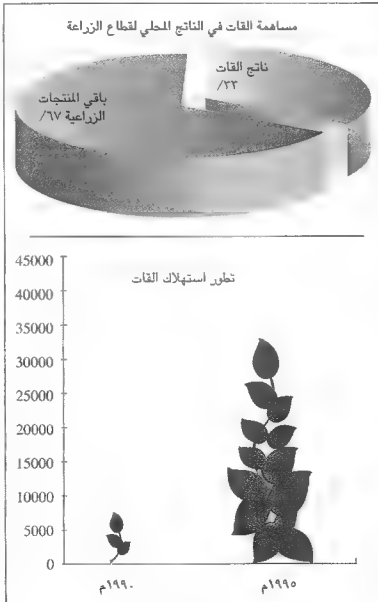 مساهمة القات في الناتج المحلي لقطاع الزراعة
ناتج القات
٣٣/
باقي المنتجات
الزراعية ٦٧/
تطور استهلاك القات
45000
40000
35000
30000
25000
20000
15000
10000
5000
0
١٩٩٠م
١٩٩٥م